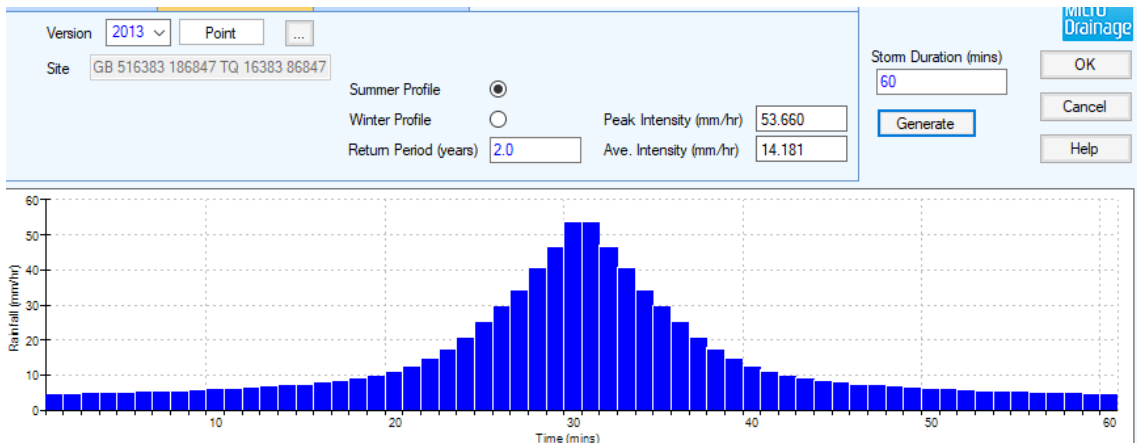 Micro
Drainage
Version 2013 Point ...
Site GB 516383 186847 TQ 16383 86847
Storm Duration (mins)
60
OK
Summer Profile
Winter Profile
Peak Intensity (mm/hr) 53.660
Generate
Cancel
Return Period (years) 2.0
Ave. Intensity (mm/hr) 14.181
Help
Rainfall (mm/hr)
60
50
40
30
20
10
0
10 20 30 40 50 60
Time (mins)